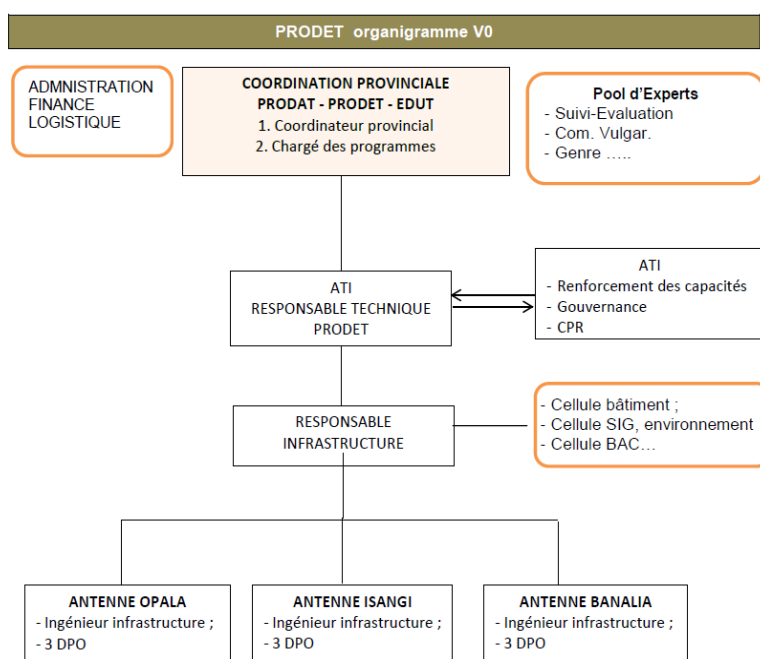 PRODET organigramme V0
ADMNISTRATION
FINANCE
LOGISTIQUE
COORDINATION PROVINCIALE
PRODAT - PRODET - EDUT
1. Coordinateur provincial
2. Chargé des programmes
Pool d'Experts
- Suivi-Evaluation
- Com. Vulgar.
- Genre .....
ATI
RESPONSABLE TECHNIQUE
PRODET
ATI
- Renforcement des capacités
- Gouvernance
- CPR
RESPONSABLE
INFRASTRUCTURE
- Cellule bâtiment ;
- Cellule SIG, environnement
- Cellule BAC...
ANTENNE OPALA
- Ingénieur infrastructure ;
- 3 DPO
ANTENNE ISANGI
- Ingénieur infrastructure ;
- 3 DPO
ANTENNE BANALIA
- Ingénieur infrastructure ;
- 3 DPO